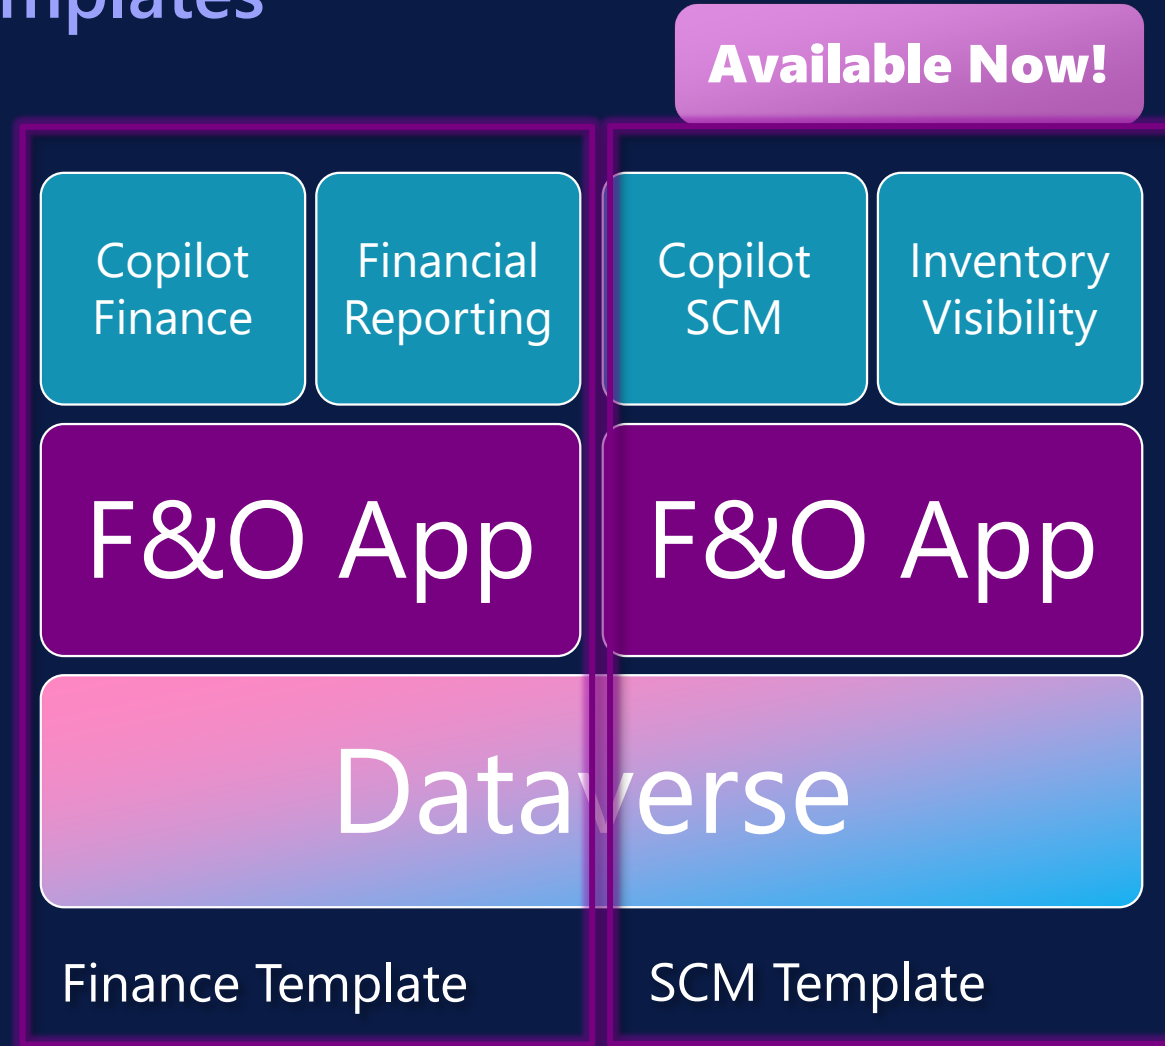 Available Now!
Copilot
Finance
Financial
Reporting
Copilot
SCM
Inventory
Visibility
F&O App
F&O App
Dataverse
Finance Template
SCM Template